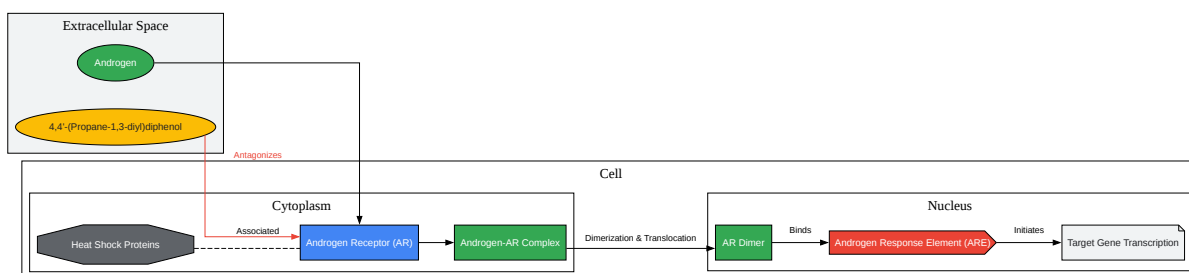 Extracellular Space
Androgen
4,4'-(Propane-1,3-diyl)diphenol
Antagonizes
Cell
Cytoplasm
Nucleus
Heat Shock Proteins
Associated
Androgen Receptor (AR)
Androgen-AR Complex
Dimerization & Translocation
AR Dimer
Binds
Androgen Response Element (ARE)
Initiates
Target Gene Transcription